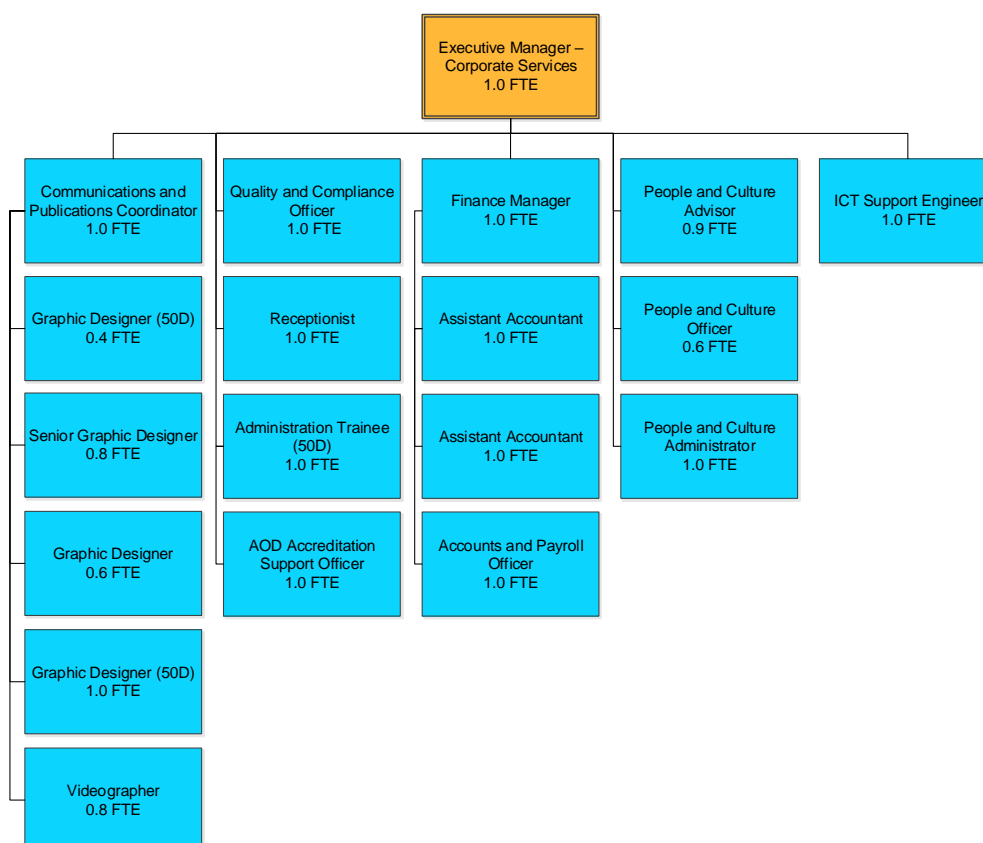 Executive Manager –
Corporate Services
1.0 FTE
Communications and
Publications Coordinator
1.0 FTE
Quality and Compliance
Officer
1.0 FTE
Finance Manager
1.0 FTE
People and Culture
Advisor
0.9 FTE
ICT Support Engineer
1.0 FTE
Graphic Designer (50D)
0.4 FTE
Receptionist
1.0 FTE
Assistant Accountant
1.0 FTE
People and Culture
Officer
0.6 FTE
Senior Graphic Designer
0.8 FTE
Administration Trainee
(50D)
1.0 FTE
Assistant Accountant
1.0 FTE
People and Culture
Administrator
1.0 FTE
Graphic Designer
0.6 FTE
AOD Accreditation
Support Officer
1.0 FTE
Accounts and Payroll
Officer
1.0 FTE
Graphic Designer (50D)
1.0 FTE
Videographer
0.8 FTE